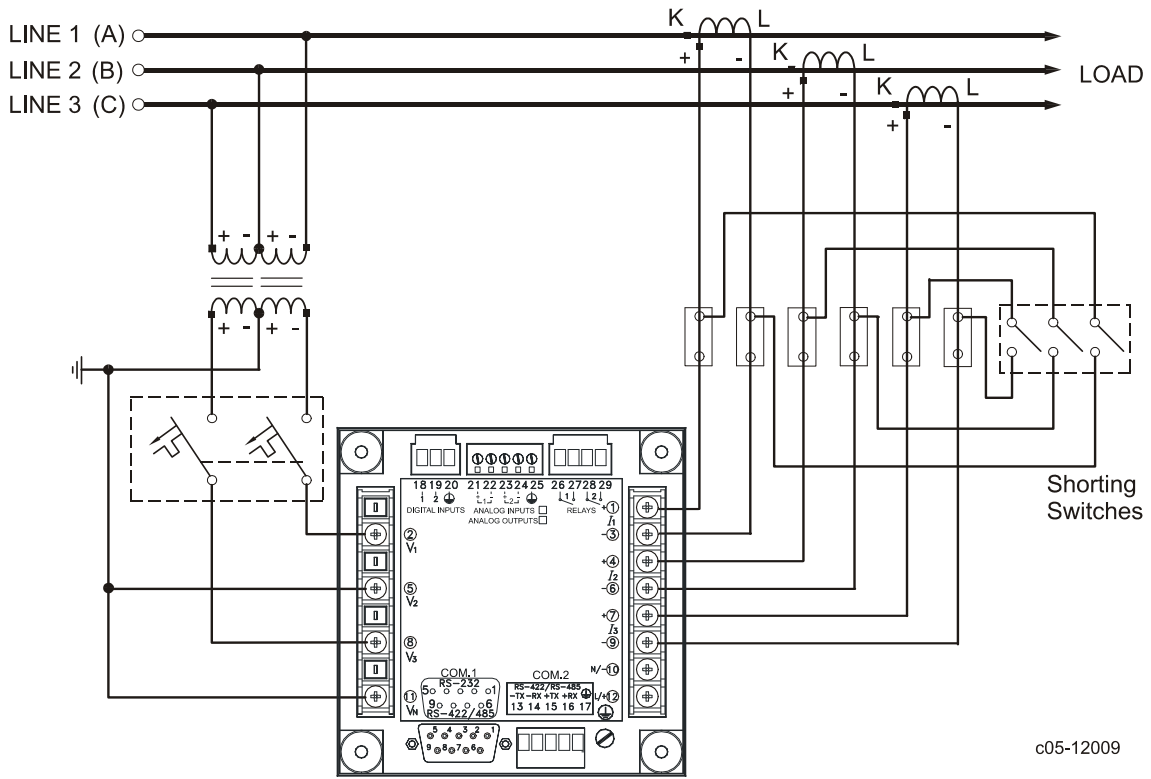 K L
LINE 1 (A)
+ -
K L
LINE 2 (B)
LOAD
+ -
K L
LINE 3 (C)
+ -
+ - + -
+ - + -
Shorting
Switches
18 19 20 21 22 23 24 25 26 27 28 29
1 2 1 2 1 2
DIGITAL INPUTS ANALOG INPUTS RELAYS
ANALOG OUTPUTS
+1
I1
2 -3
V1
+4
I2
5 -6
V2
+7
I3
8 -9
V3
N/-10
COM.1 COM.2
RS-232 RS-422/RS-485
5 1 -TX -RX +TX +RX L/+12
11 9 6 13 14 15 16 17
VN RS-422/485
5 4 3 2 1
9 8 7 6
c05-12009